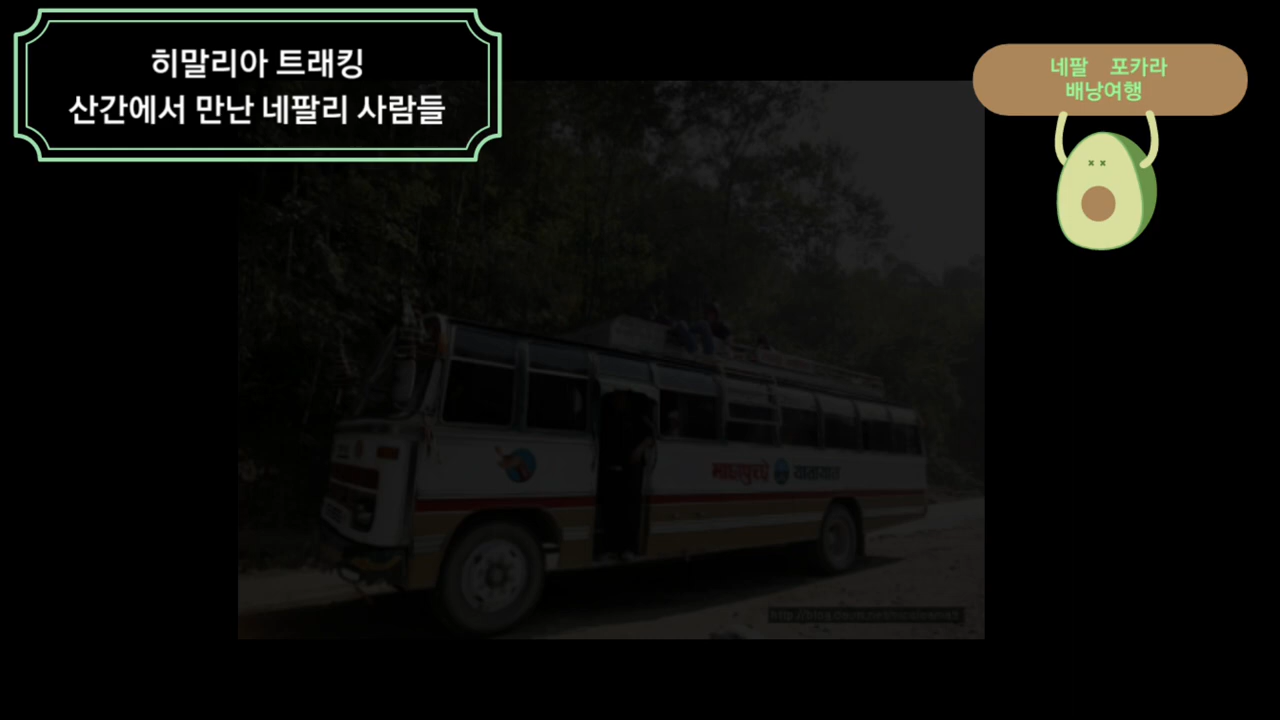 히말리아 트래킹
산간에서 만난 네팔리 사람들
네팔 포카라
배낭여행
यातायात